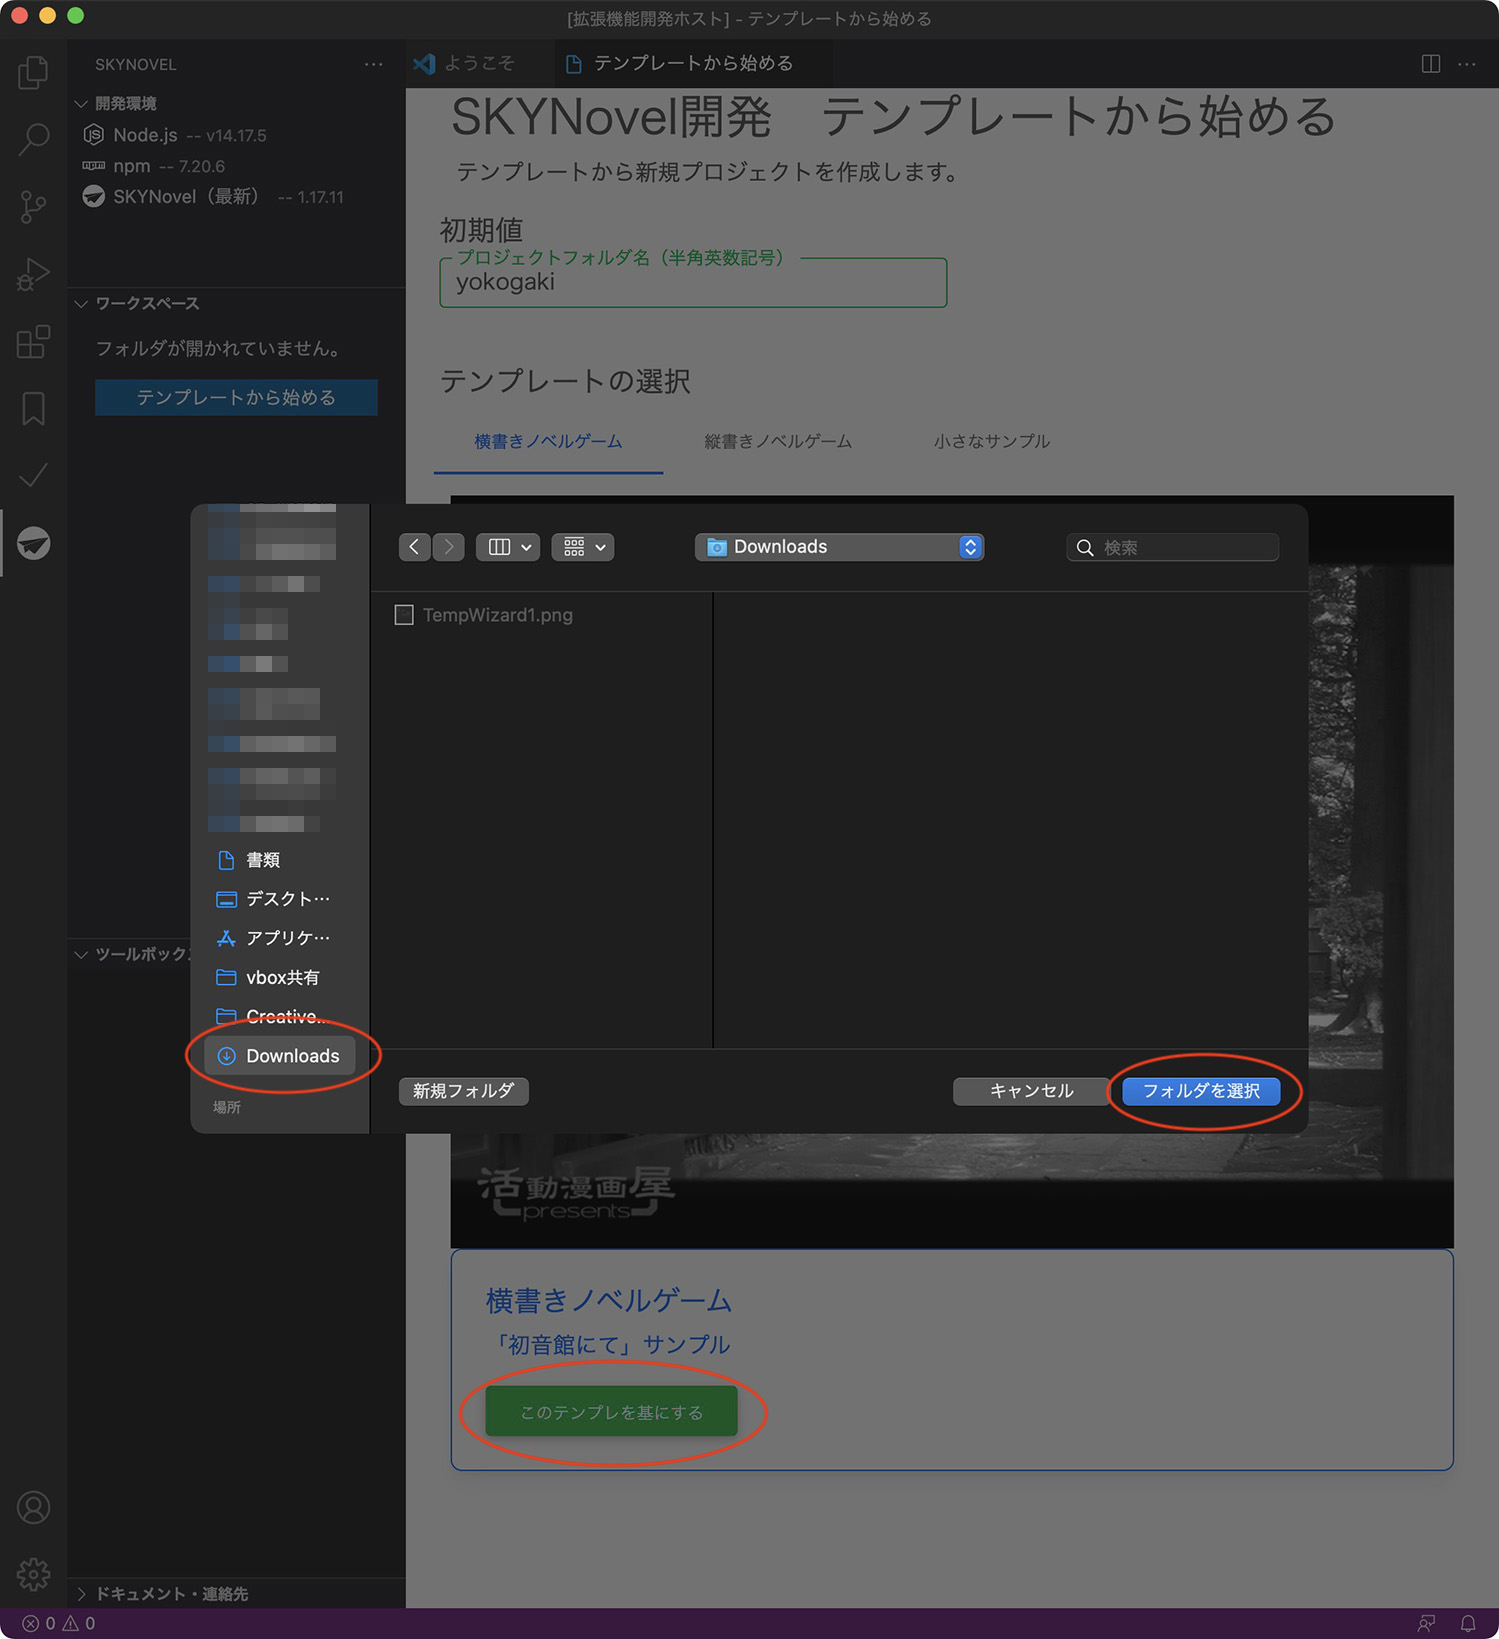 [拡張機能開発ホスト] - テンプレートから始める
SKYNOVEL
開発環境
Node.js -- v14.17.5
npm -- 7.20.6
SKYNovel（最新） -- 1.17.11
ワークスペース
フォルダが開かれていません。
テンプレートから始める
ツールボックス
ドキュメント・連絡先
ようこそ
テンプレートから始める
SKYNovel開発　テンプレートから始める
テンプレートから新規プロジェクトを作成します。
初期値
プロジェクトフォルダ名（半角英数記号）
yokogaki
テンプレートの選択
横書きノベルゲーム
縦書きノベルゲーム
小さなサンプル
Downloads
検索
TempWizard1.png
書類
デスクト…
アプリケ…
vbox共有
Creative...
Downloads
場所
新規フォルダ
キャンセル
フォルダを選択
活動漫画屋
presents
横書きノベルゲーム
「初音館にて」サンプル
このテンプレを基にする
0
0